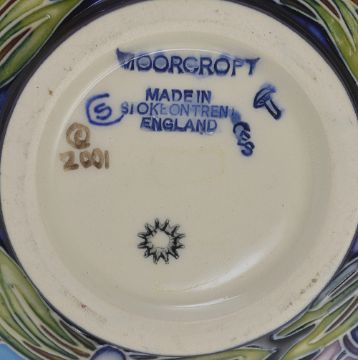 MOORCROFT
MADE IN
STOKE ON TRENT
ENGLAND
S
©
2001